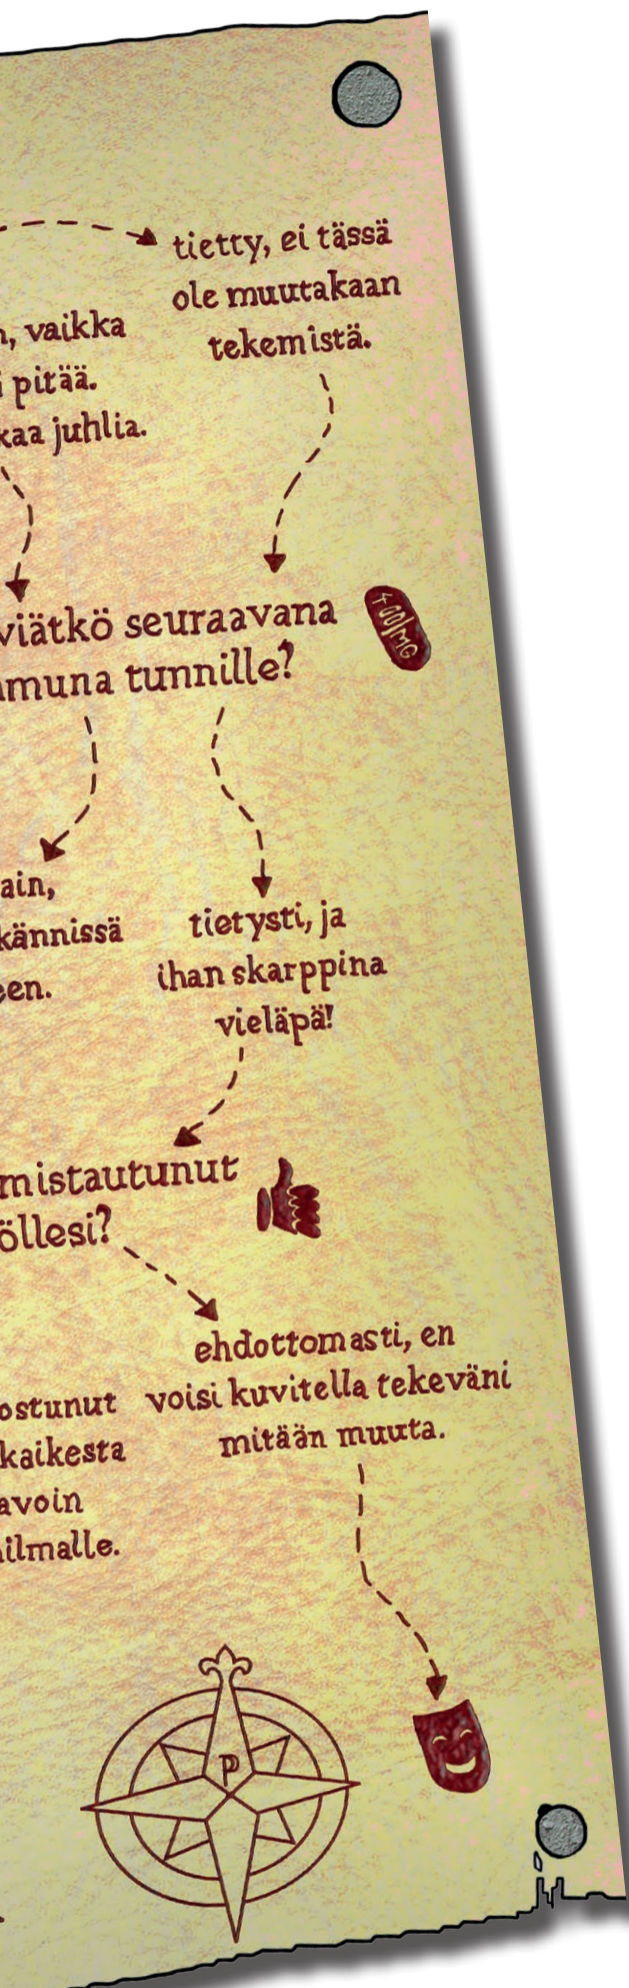 tietty, ei tässä
ole muutakaan
tekemistä.
, vaikka
pitää.
kaa juhlia.
viätkö seuraavana
muna tunnille?
400MG
ain,
kännissä
een.
tietysti, ja
ihan skarppina
vieläpä!
mistautunut
öllesi?
ehdottomasti, en
voisi kuvitella tekeväni
mitään muuta.
ostunut
kaikesta
avoin
ilmalle.
P